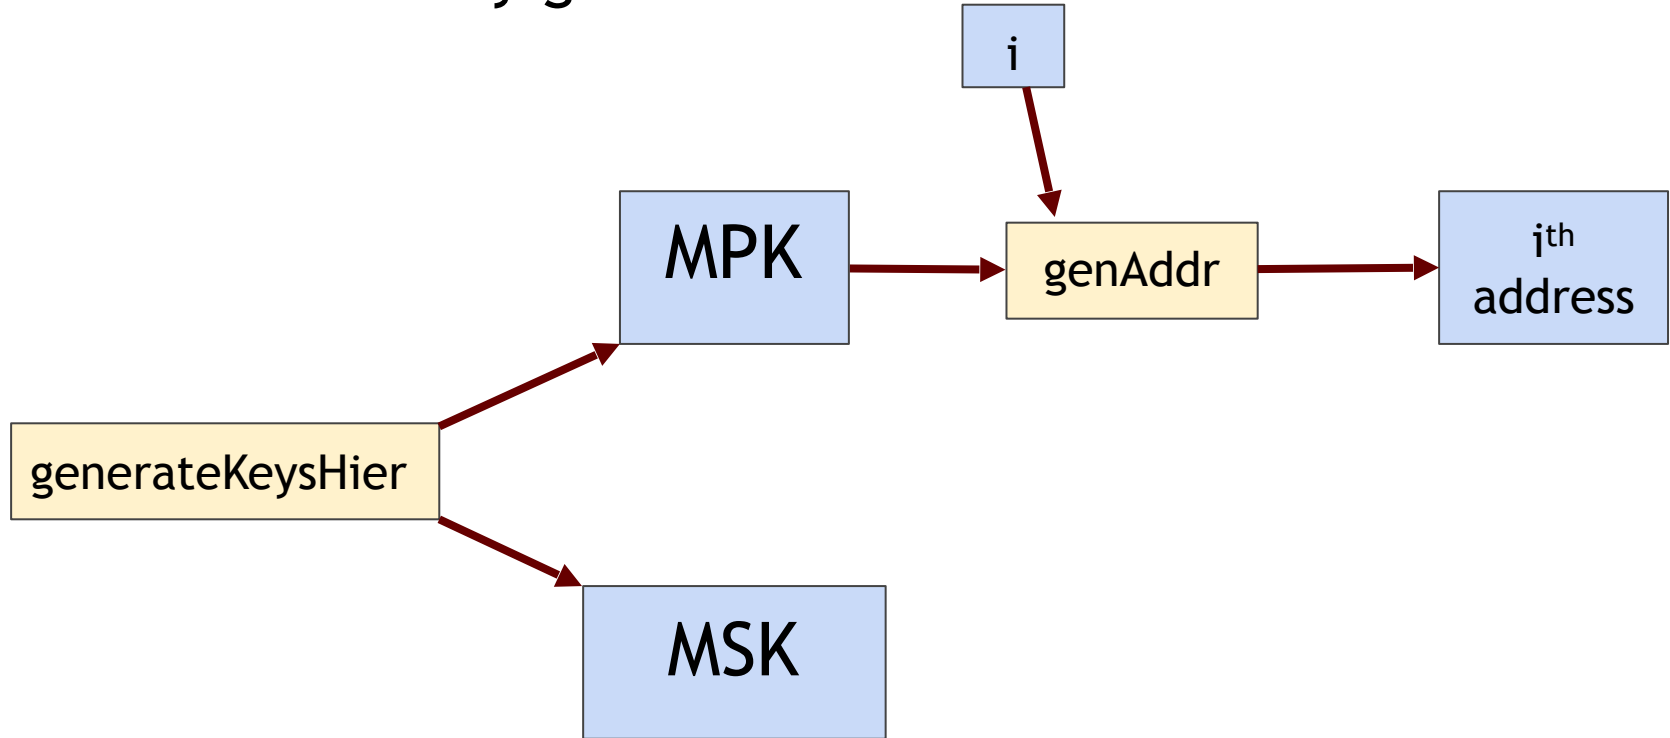 i
MPK
genAddr
iᵗʰ
address
generateKeysHier
MSK